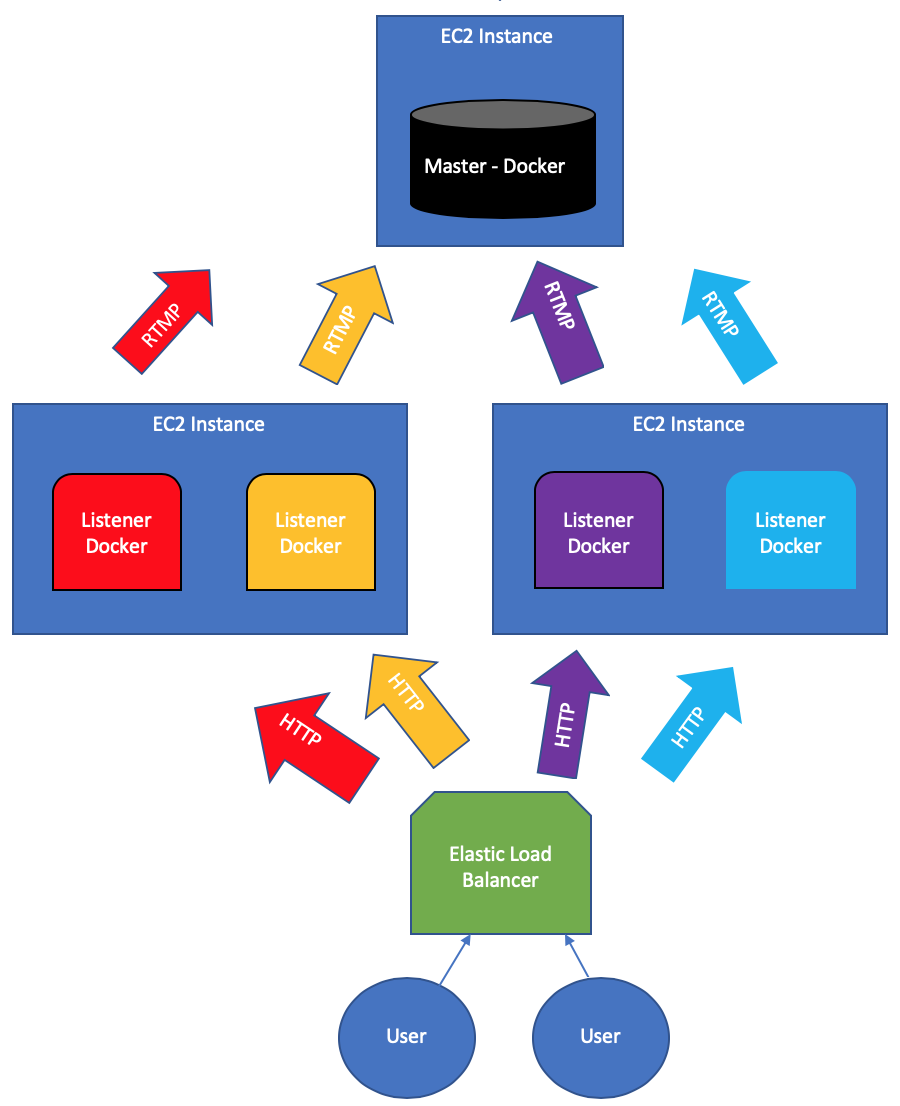 EC2 Instance
Master - Docker
RTMP
RTMP
RTMP
RTMP
EC2 Instance
EC2 Instance
Listener
Docker
Listener
Docker
Listener
Docker
Listener
Docker
HTTP
HTTP
HTTP
HTTP
Elastic Load
Balancer
User
User